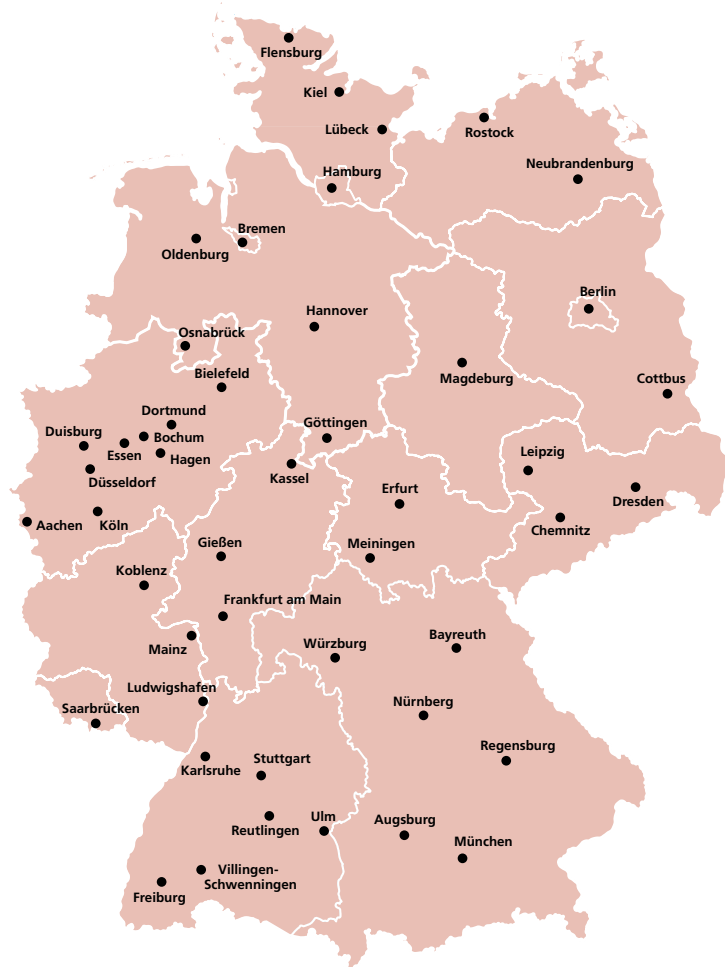 Flensburg
Kiel
Lübeck
Rostock
Neubrandenburg
Hamburg
Bremen
Oldenburg
Berlin
Hannover
Osnabrück
Bielefeld
Magdeburg
Cottbus
Dortmund
Göttingen
Duisburg
Bochum
Essen
Hagen
Leipzig
Kassel
Düsseldorf
Erfurt
Dresden
Aachen
Köln
Chemnitz
Gießen
Meiningen
Koblenz
Frankfurt am Main
Bayreuth
Würzburg
Mainz
Ludwigshafen
Nürnberg
Saarbrücken
Regensburg
Stuttgart
Karlsruhe
Ulm
Augsburg
Reutlingen
München
Villingen-
Schwenningen
Freiburg